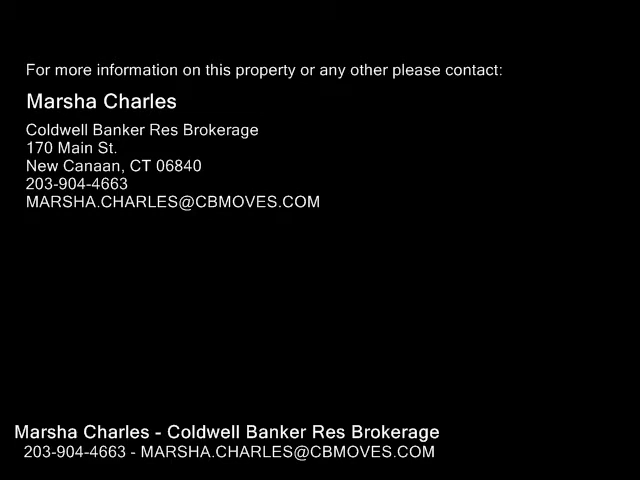 For more information on this property or any other please contact:
Marsha Charles
Coldwell Banker Res Brokerage
170 Main St.
New Canaan, CT 06840
203-904-4663
MARSHA.CHARLES@CBMOVES.COM
Marsha Charles - Coldwell Banker Res Brokerage
203-904-4663 - MARSHA.CHARLES@CBMOVES.COM